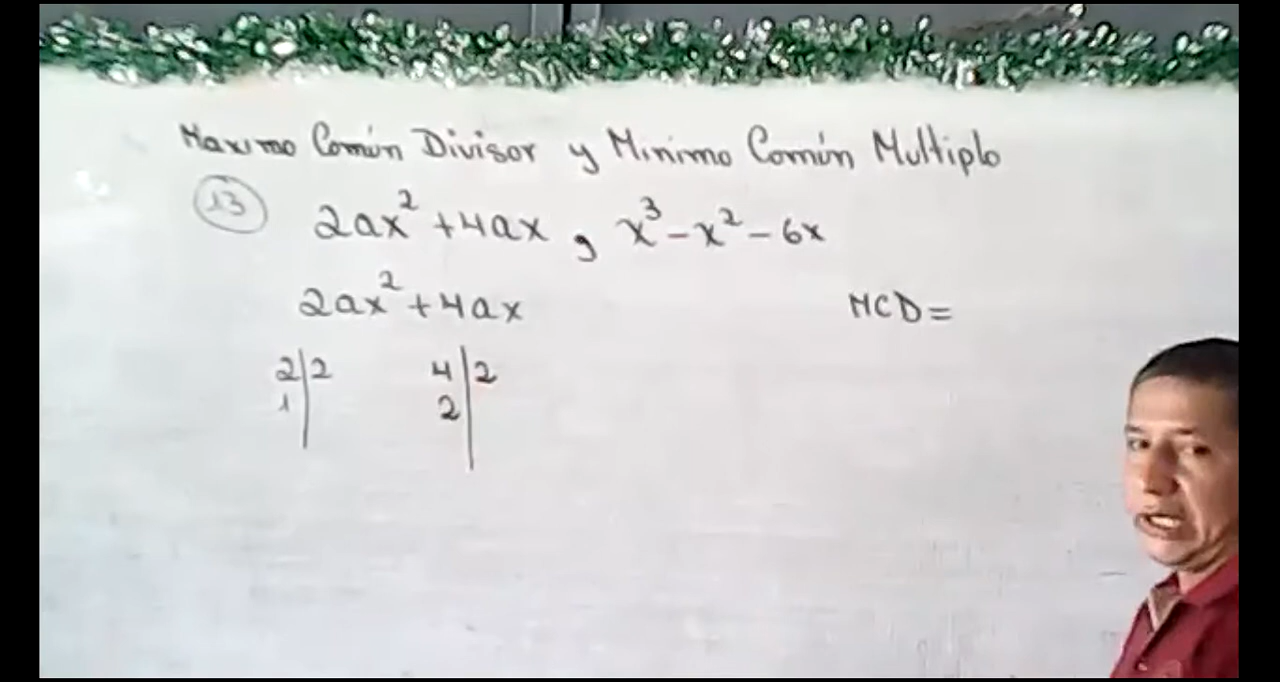 Maximo Común Divisor y Minimo Común Multiplo
13 2ax² + 4ax , x³ - x² - 6x
2ax² + 4ax MCD =
2|2 4|2
1| 2|